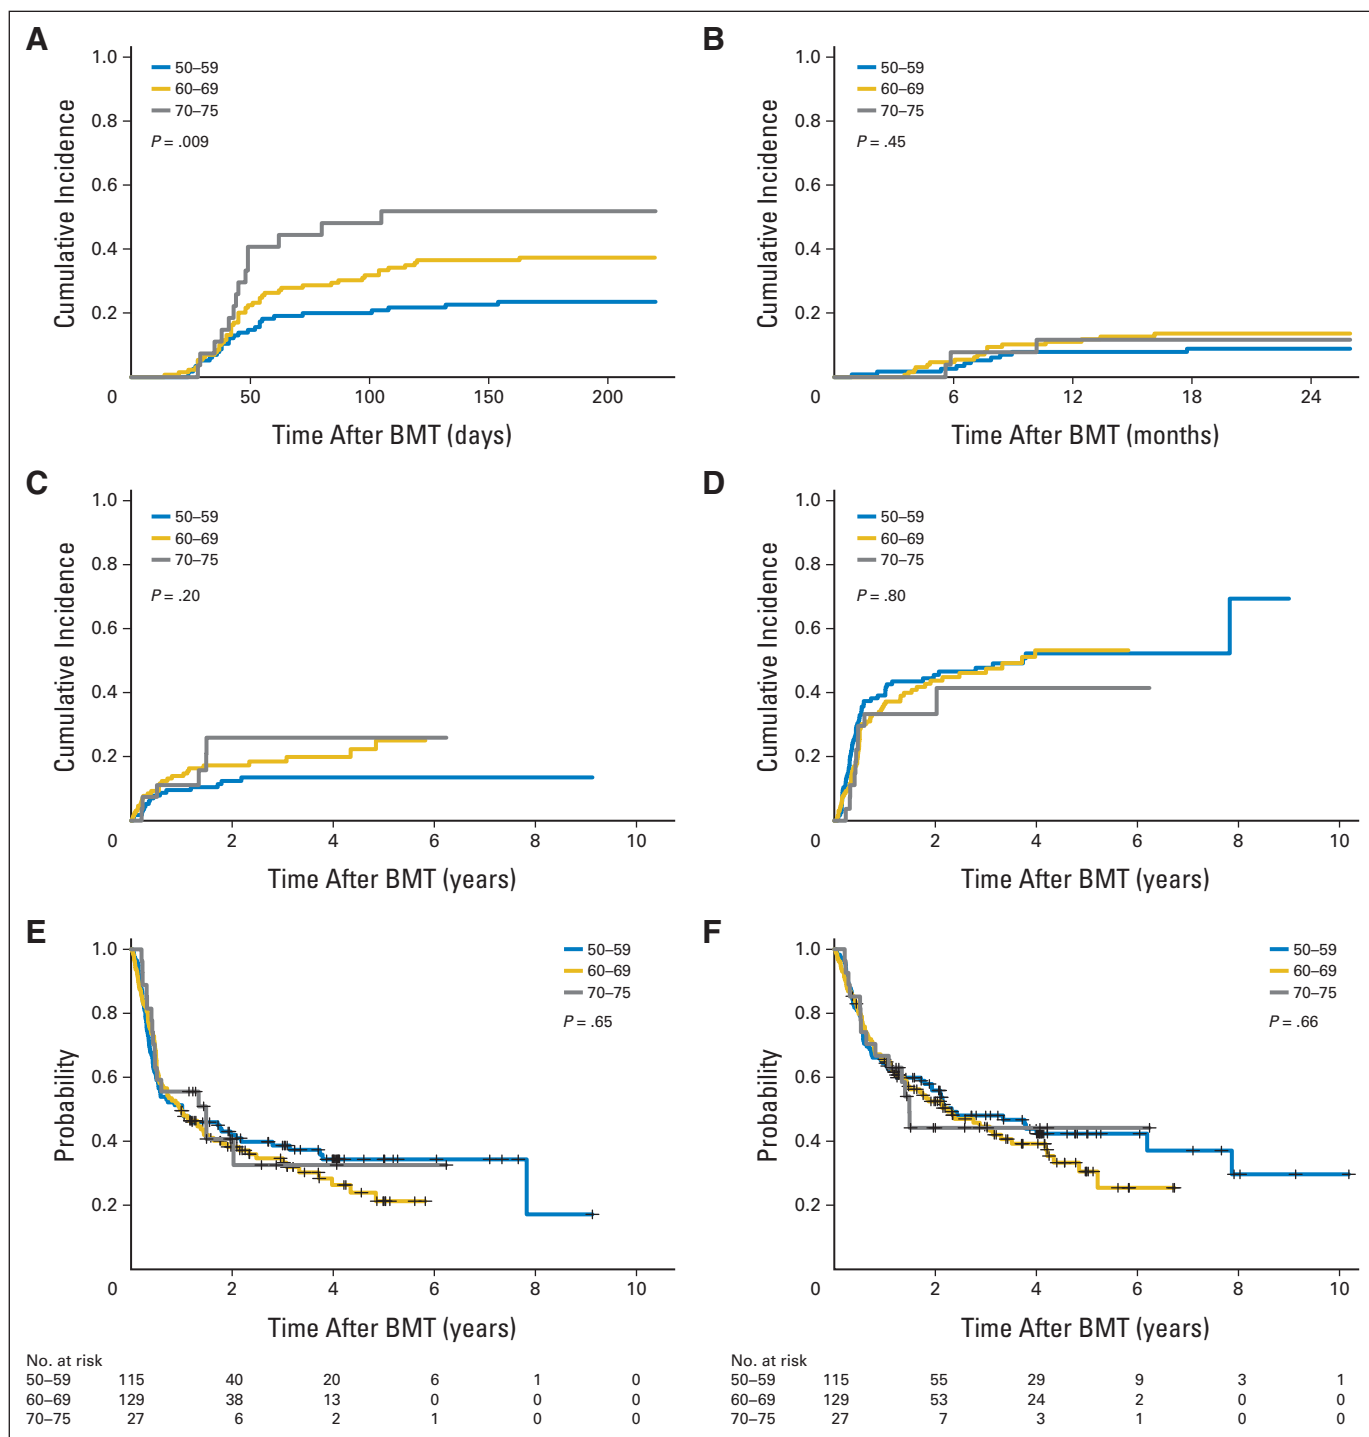 A
1.0
0.8
0.6
0.4
0.2
0
50
100
150
200
Cumulative Incidence
Time After BMT (days)
50–59
60–69
70–75
P = .009
B
1.0
0.8
0.6
0.4
0.2
0
6
12
18
24
Cumulative Incidence
Time After BMT (months)
50–59
60–69
70–75
P = .45
C
1.0
0.8
0.6
0.4
0.2
0
2
4
6
8
10
Cumulative Incidence
Time After BMT (years)
50–59
60–69
70–75
P = .20
D
1.0
0.8
0.6
0.4
0.2
0
2
4
6
8
10
Cumulative Incidence
Time After BMT (years)
50–59
60–69
70–75
P = .80
E
1.0
0.8
0.6
0.4
0.2
0
2
4
6
8
10
Probability
Time After BMT (years)
50–59
60–69
70–75
P = .65
No. at risk
50–59 115 40 20 6 1 0
60–69 129 38 13 0 0 0
70–75 27 6 2 1 0 0
F
1.0
0.8
0.6
0.4
0.2
0
2
4
6
8
10
Probability
Time After BMT (years)
50–59
60–69
70–75
P = .66
No. at risk
50–59 115 55 29 9 3 1
60–69 129 53 24 2 0 0
70–75 27 7 3 1 0 0